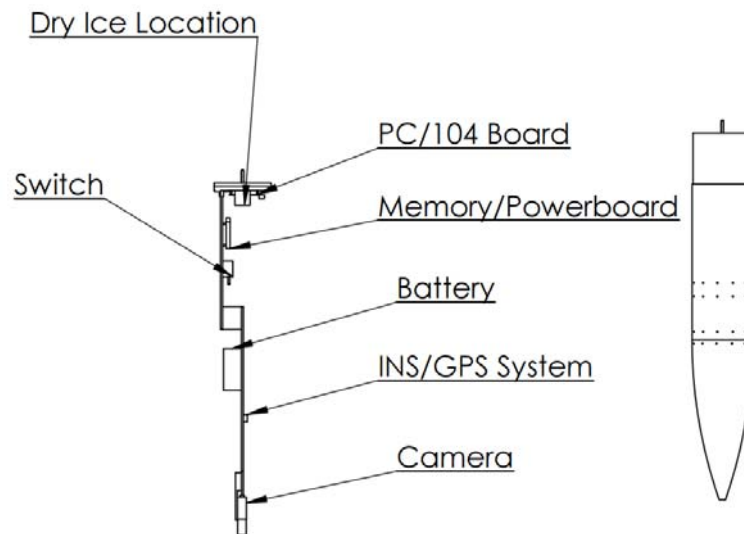 Dry Ice Location
PC/104 Board
Switch
Memory/Powerboard
Battery
INS/GPS System
Camera